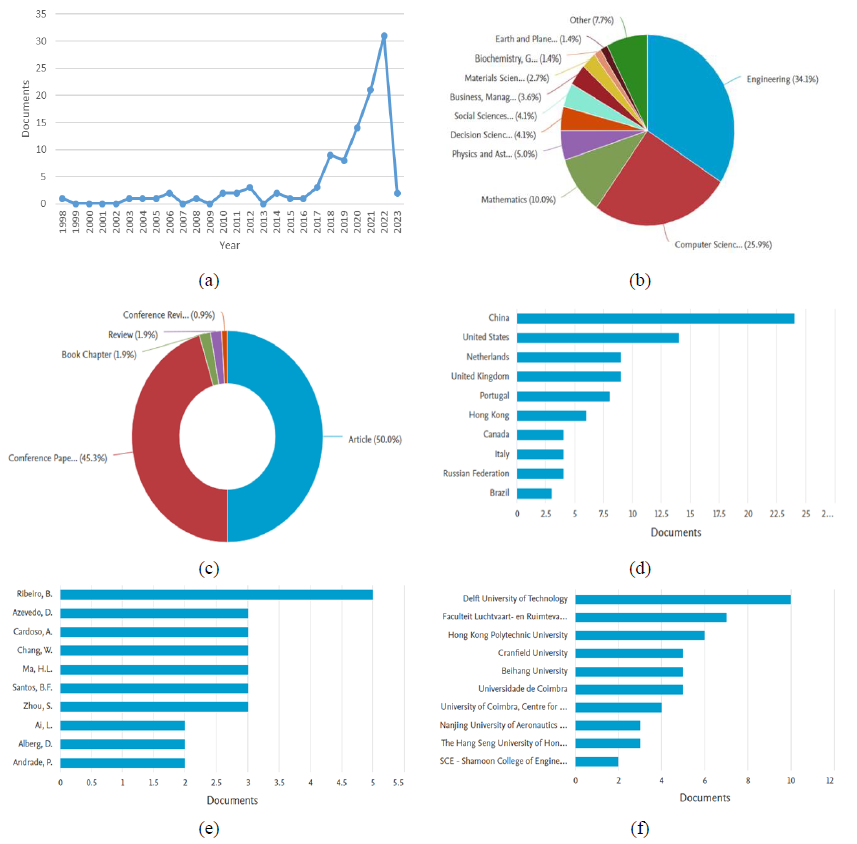 35
30
25
20
15
10
5
0
Documents
1998 1999 2000 2001 2002 2003 2004 2005 2006 2007 2008 2009 2010 2011 2012 2013 2014 2015 2016 2017 2018 2019 2020 2021 2022 2023
Year
(a)
Other (7.7%)
Earth and Plane... (1.4%)
Biochemistry, G... (1.4%)
Materials Scien... (2.7%)
Business, Manag... (3.6%)
Social Sciences... (4.1%)
Decision Scienc... (4.1%)
Physics and Ast... (5.0%)
Mathematics (10.0%)
Engineering (34.1%)
Computer Scienc... (25.9%)
(b)
Conference Revi... (0.9%)
Review (1.9%)
Book Chapter (1.9%)
Conference Pape... (45.3%)
Article (50.0%)
(c)
China
United States
Netherlands
United Kingdom
Portugal
Hong Kong
Canada
Italy
Russian Federation
Brazil
0 2.5 5 7.5 10 12.5 15 17.5 20 22.5 25 2...
Documents
(d)
Ribeiro, B.
Azevedo, D.
Cardoso, A.
Chang, W.
Ma, H.L.
Santos, B.F.
Zhou, S.
Ai, L.
Alberg, D.
Andrade, P.
0 0.5 1 1.5 2 2.5 3 3.5 4 4.5 5 5.5
Documents
(e)
Delft University of Technology
Faculteit Luchtvaart- en Ruimteva...
Hong Kong Polytechnic University
Cranfield University
Beihang University
Universidade de Coimbra
University of Coimbra, Centre for ...
Nanjing University of Aeronautics ...
The Hang Seng University of Hon...
SCE - Shamoon College of Engine...
0 2 4 6 8 10 12
Documents
(f)